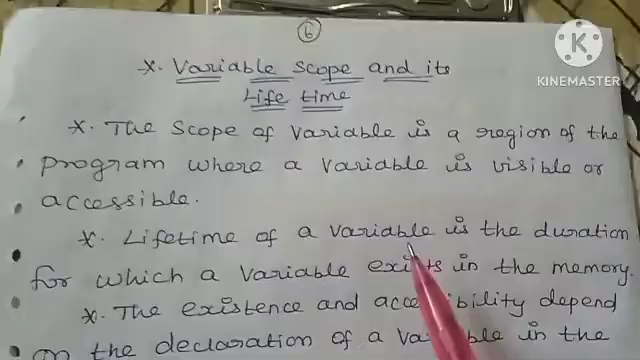 6
*. Variable Scope and its
Life time
*. The Scope of Variable is a region of the
program where a variable is visible or
accessible.
*. Lifetime of a variable is the duration
for which a variable exists in the memory.
*. The existence and accessibility depend
on the declaration of a variable in the
K
KINEMASTER